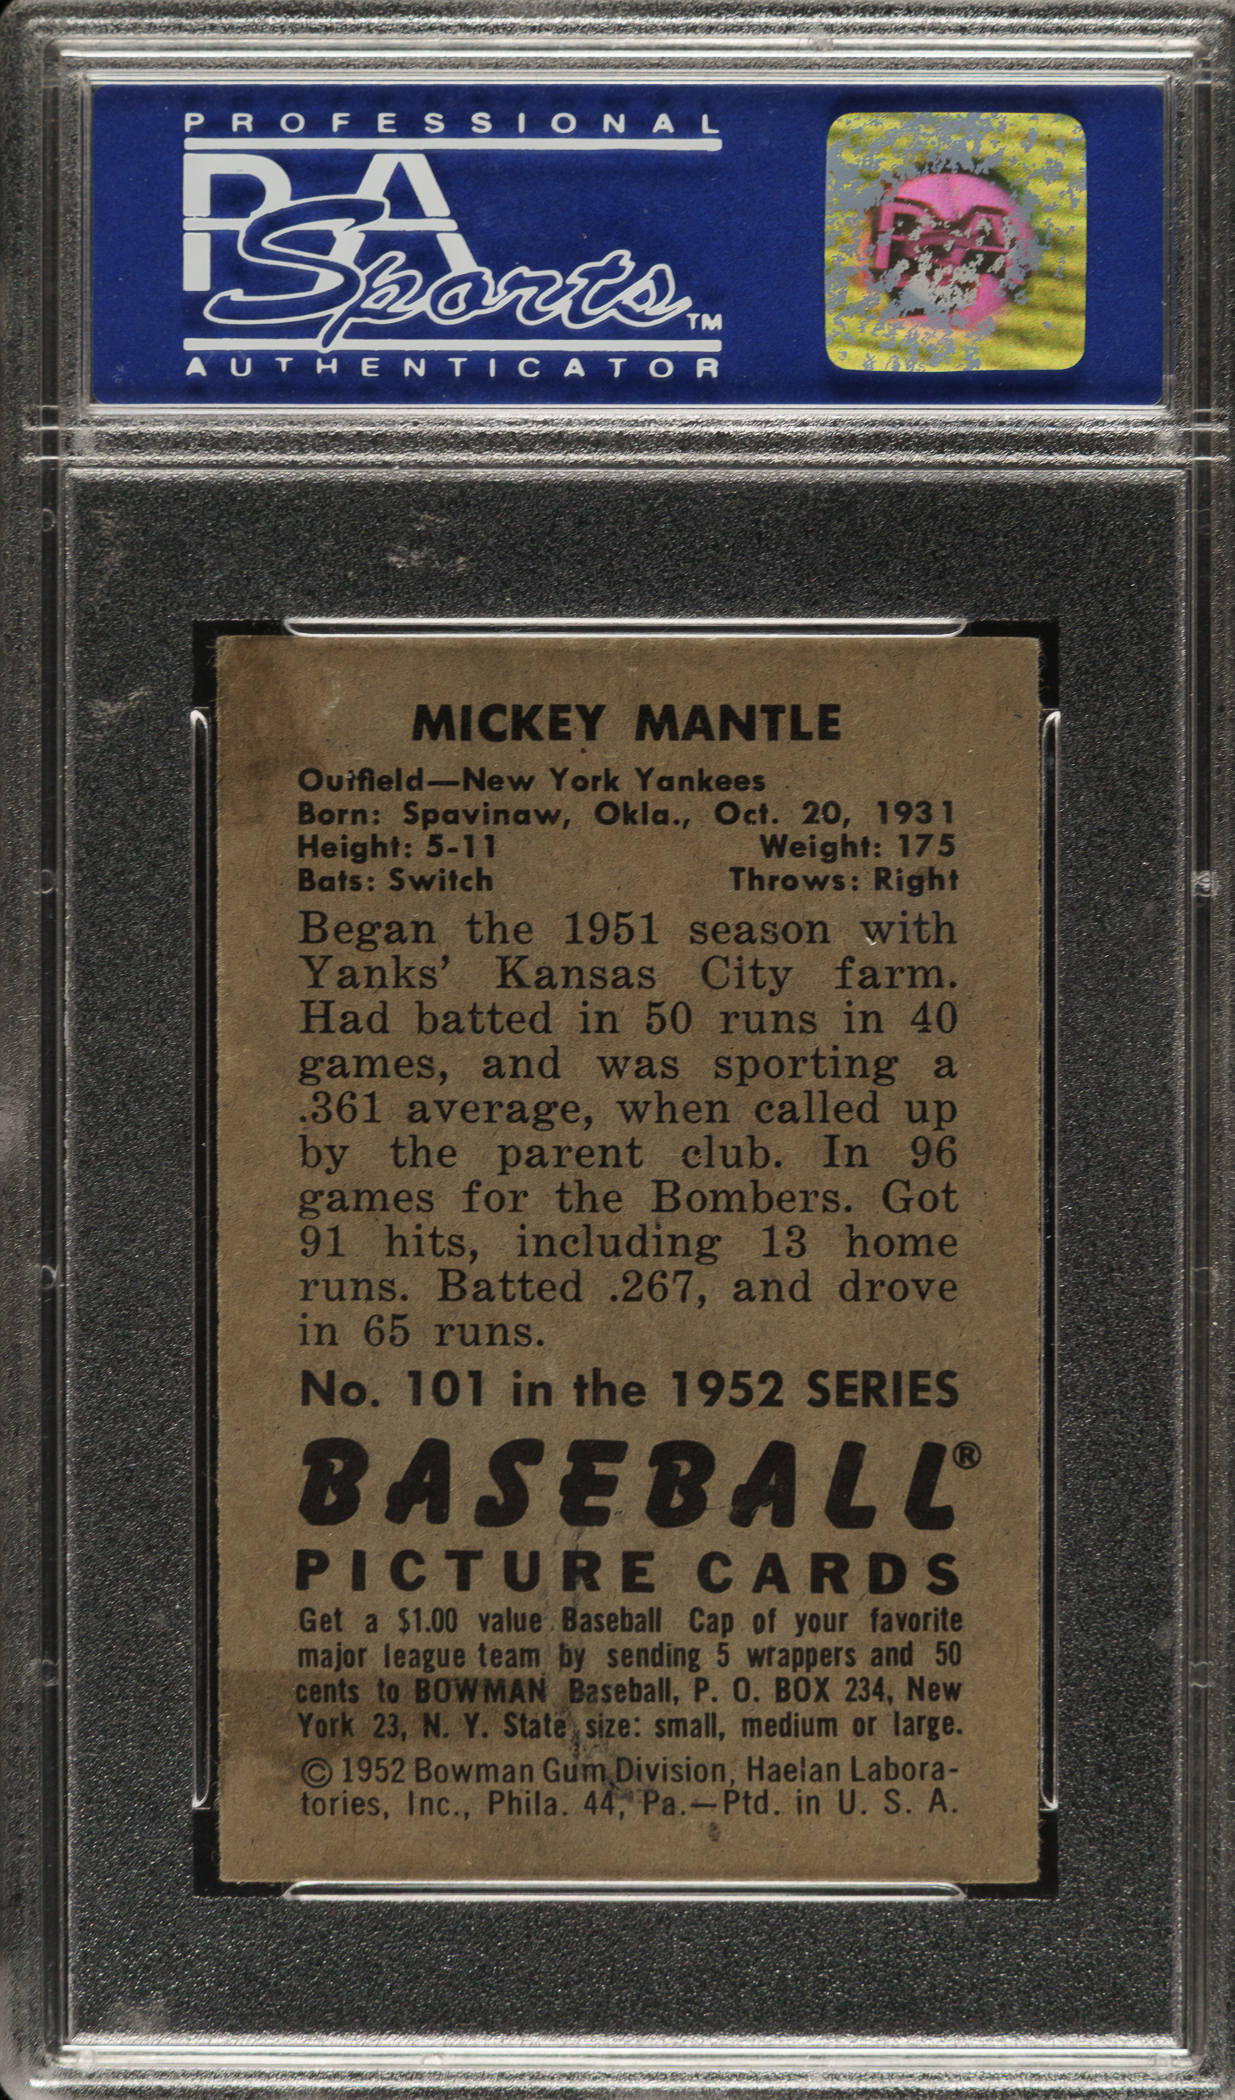 PROFESSIONAL
PSA
Sports™
AUTHENTICATOR
PSA
MICKEY MANTLE
Outfield—New York Yankees
Born: Spavinaw, Okla., Oct. 20, 1931
Height: 5-11 Weight: 175
Bats: Switch Throws: Right
Began the 1951 season with
Yanks’ Kansas City farm.
Had batted in 50 runs in 40
games, and was sporting a
.361 average, when called up
by the parent club. In 96
games for the Bombers. Got
91 hits, including 13 home
runs. Batted .267, and drove
in 65 runs.
No. 101 in the 1952 SERIES
BASEBALL®
PICTURE CARDS
Get a $1.00 value Baseball Cap of your favorite
major league team by sending 5 wrappers and 50
cents to BOWMAN Baseball, P. O. BOX 234, New
York 23, N. Y. State size: small, medium or large.
© 1952 Bowman Gum Division, Haelan Labora-
tories, Inc., Phila. 44, Pa.—Ptd. in U. S. A.